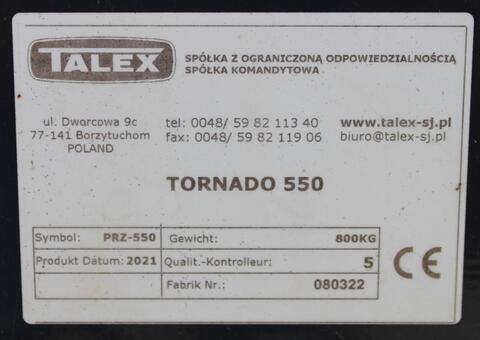 TALEX
SPÓŁKA Z OGRANICZONĄ ODPOWIEDZIALNOŚCIĄ
SPÓŁKA KOMANDYTOWA
ul. Dworcowa 9c
77-141 Borzytuchom
POLAND
tel: 0048/ 59 82 113 40
fax: 0048/ 59 82 119 06
www.talex-sj.pl
biuro@talex-sj.pl
TORNADO 550
Symbol: PRZ-550 Gewicht: 800KG
Produkt Datum: 2021 Qualit.-Kontrolleur: 5
Fabrik Nr.: 080322
CE